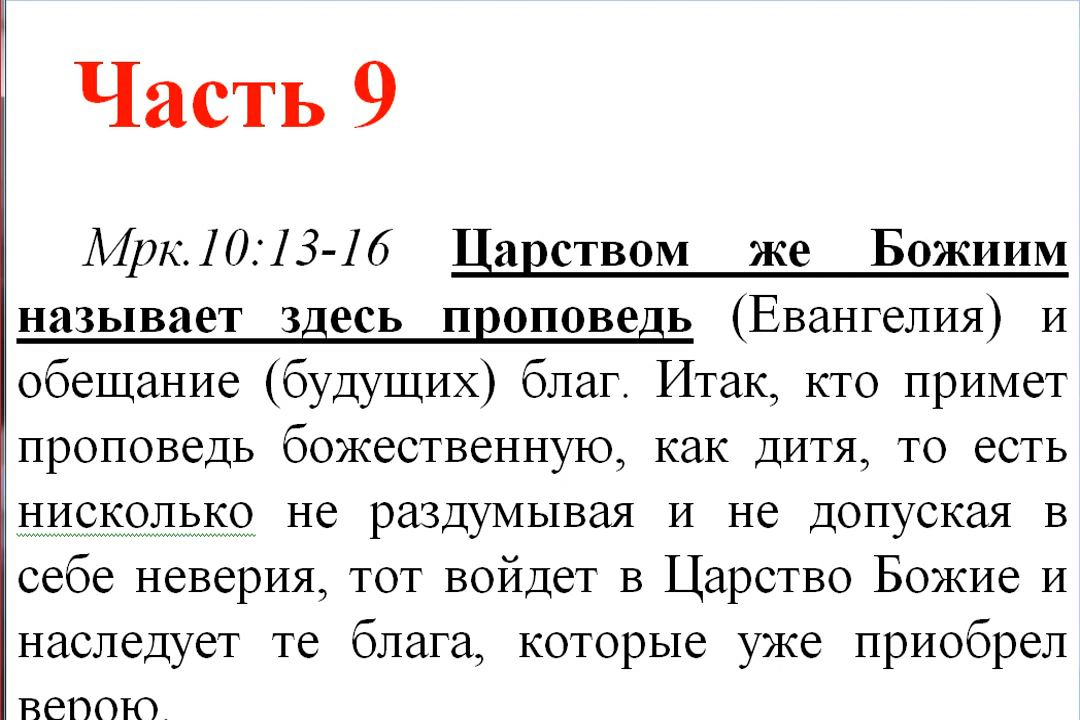 Часть 9
Мрк.10:13-16 Царством же Божиим
называет здесь проповедь (Евангелия) и
обещание (будущих) благ. Итак, кто примет
проповедь божественную, как дитя, то есть
нисколько не раздумывая и не допуская в
себе неверия, тот войдет в Царство Божие и
наследует те блага, которые уже приобрел
верою.